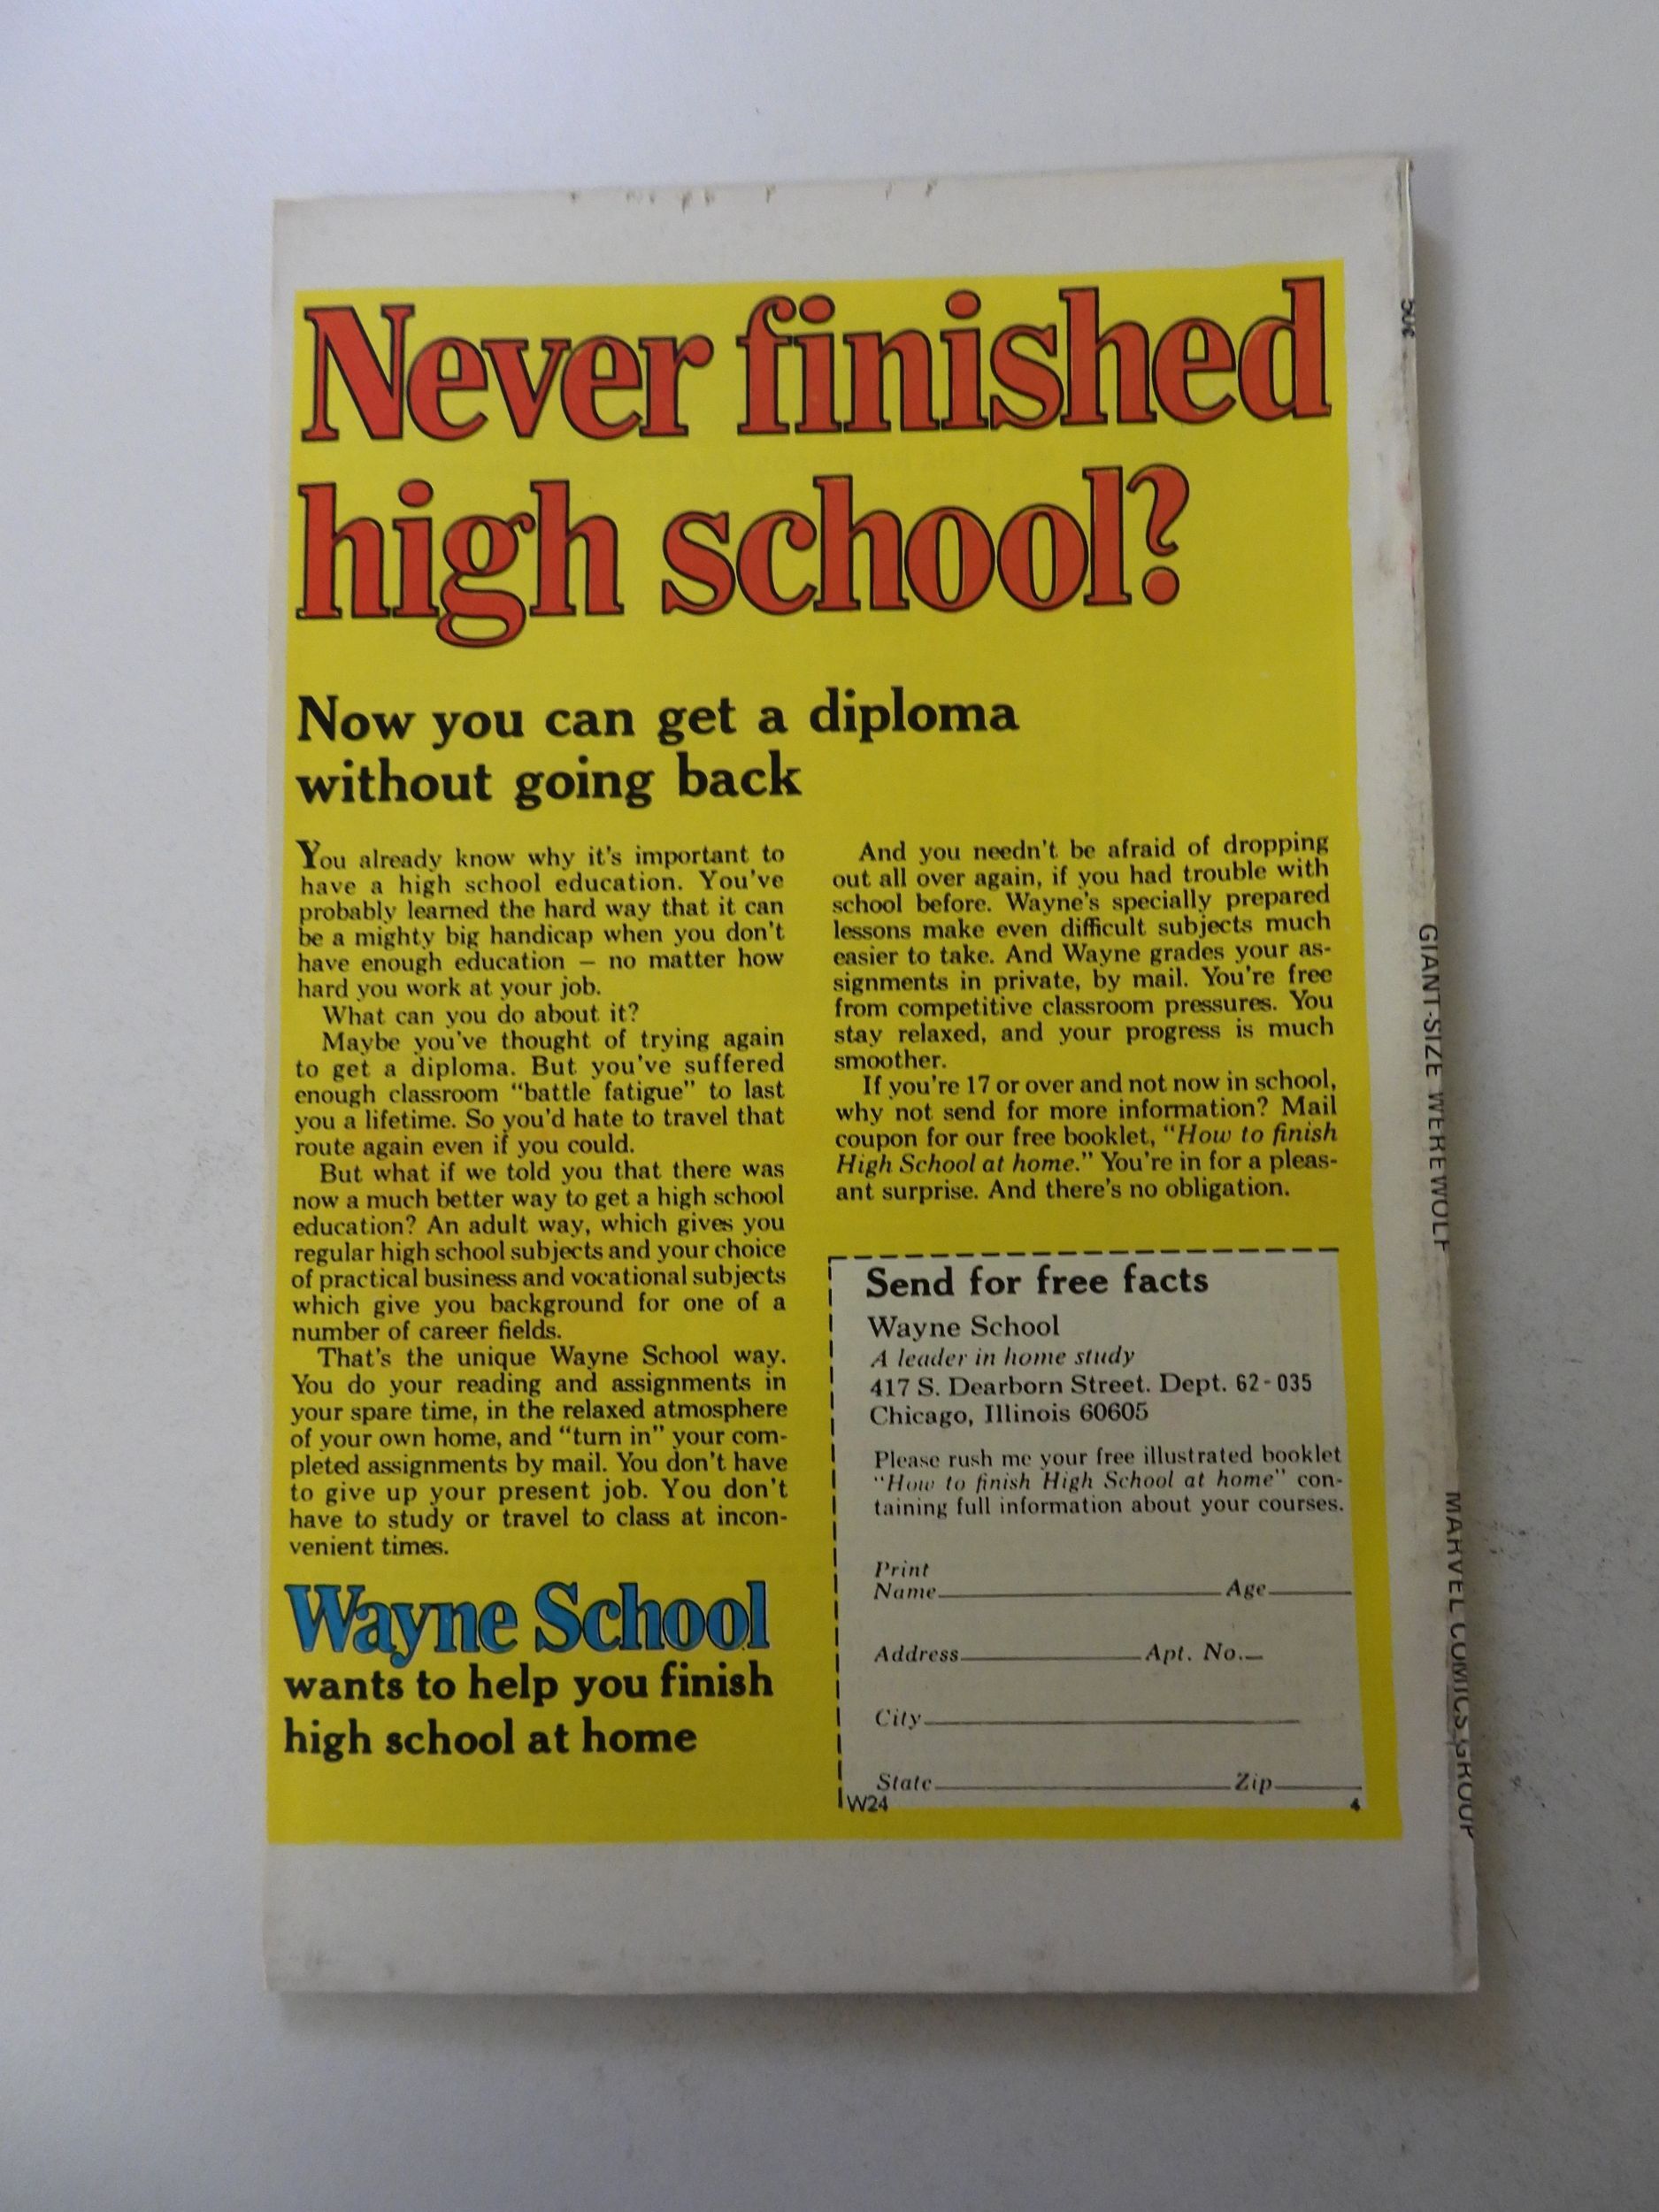 Never finished
high school?
Now you can get a diploma
without going back
You already know why it's important to
have a high school education. You've
probably learned the hard way that it can
be a mighty big handicap when you don't
have enough education — no matter how
hard you work at your job.
What can you do about it?
Maybe you've thought of trying again
to get a diploma. But you've suffered
enough classroom “battle fatigue” to last
you a lifetime. So you'd hate to travel that
route again even if you could.
But what if we told you that there was
now a much better way to get a high school
education? An adult way, which gives you
regular high school subjects and your choice
of practical business and vocational subjects
which give you background for one of a
number of career fields.
That's the unique Wayne School way.
You do your reading and assignments in
your spare time, in the relaxed atmosphere
of your own home, and “turn in” your com-
pleted assignments by mail. You don't have
to give up your present job. You don't
have to study or travel to class at incon-
venient times.
Wayne School
wants to help you finish
high school at home
And you needn't be afraid of dropping
out all over again, if you had trouble with
school before. Wayne's specially prepared
lessons make even difficult subjects much
easier to take. And Wayne grades your as-
signments in private, by mail. You're free
from competitive classroom pressures. You
stay relaxed, and your progress is much
smoother.
If you're 17 or over and not now in school,
why not send for more information? Mail
coupon for our free booklet, “How to finish
High School at home.” You're in for a pleas-
ant surprise. And there's no obligation.
Send for free facts
Wayne School
A leader in home study
417 S. Dearborn Street. Dept. 62-035
Chicago, Illinois 60605
Please rush me your free illustrated booklet
“How to finish High School at home” con-
taining full information about your courses.
Print
Name Age
Address Apt. No.
City
State Zip
W24 4
50¢
GIANT-SIZE WEREWOLF
MARVEL COMICS GROUP